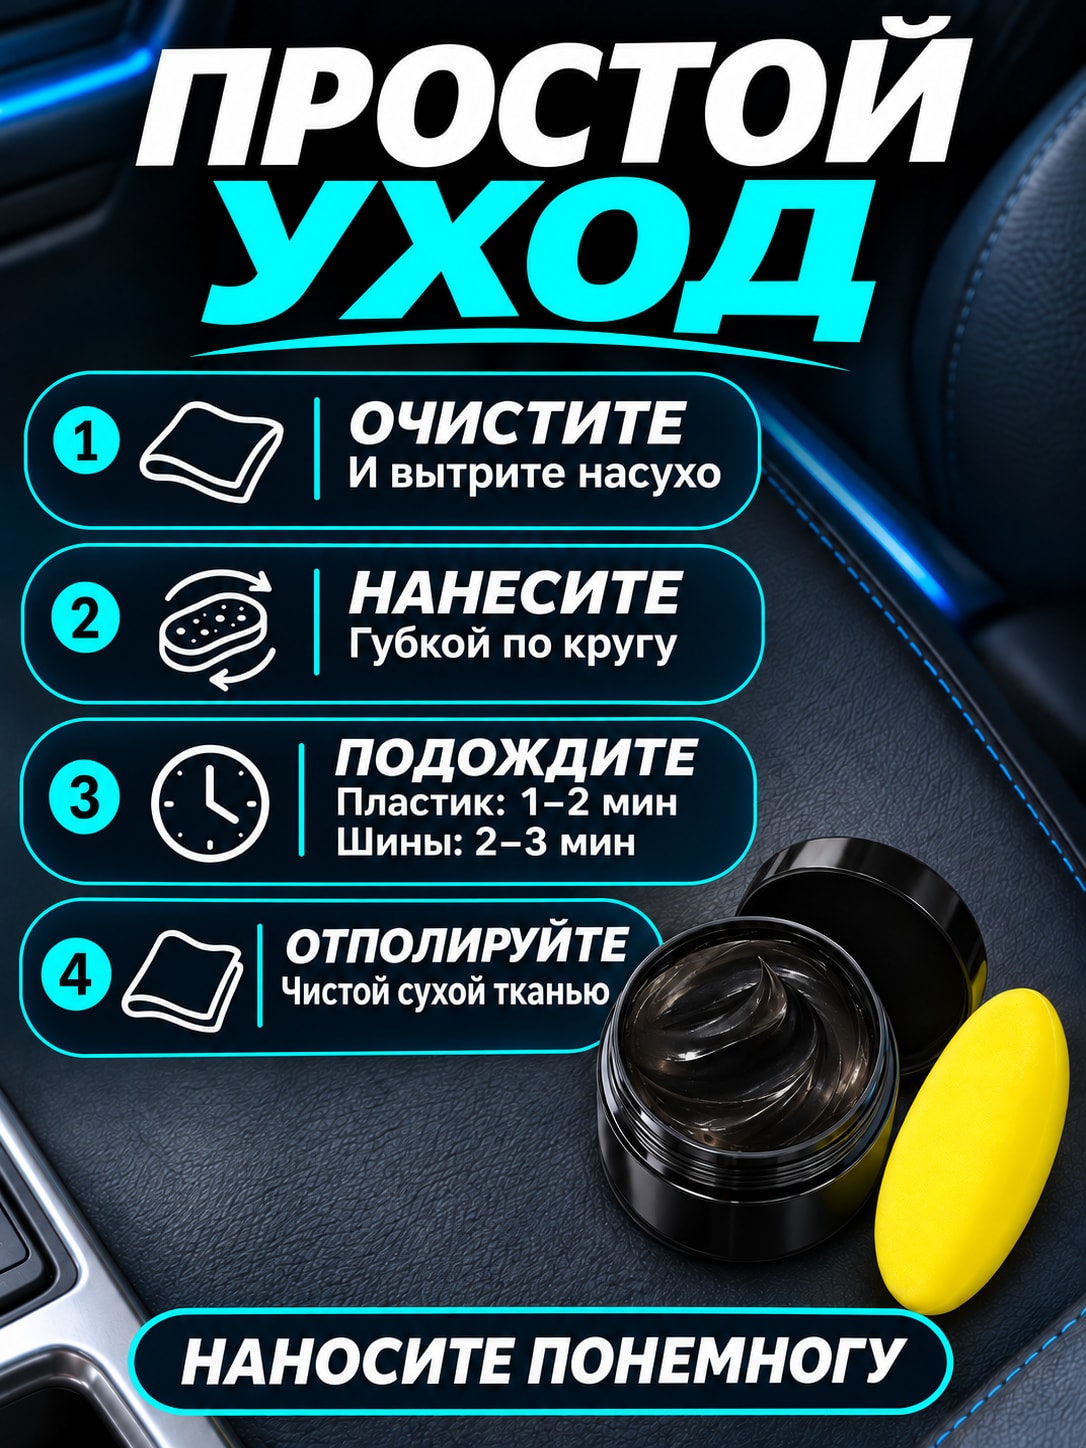 ПРОСТОЙ
УХОД
1
ОЧИСТИТЕ
И вытрите насухо
2
НАНЕСИТЕ
Губкой по кругу
3
ПОДОЖДИТЕ
Пластик: 1–2 мин
Шины: 2–3 мин
4
ОТПОЛИРУЙТЕ
Чистой сухой тканью
НАНОСИТЕ ПОНЕМНОГУ